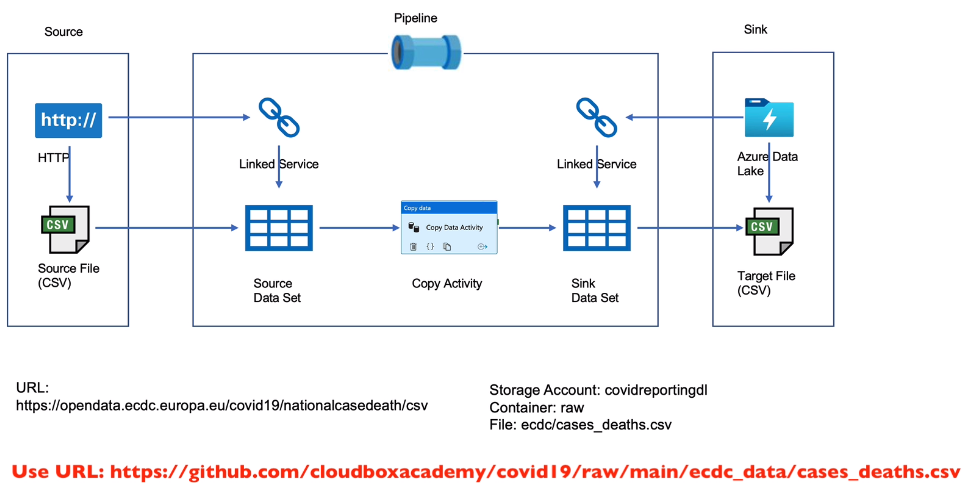 Pipeline
Source
Sink
http://
HTTP
Linked Service
Linked Service
Azure Data
Lake
CSV
Source File
(CSV)
Source
Data Set
Copy data
Copy Data Activity
Copy Activity
Sink
Data Set
CSV
Target File
(CSV)
URL:
https://opendata.ecdc.europa.eu/covid19/nationalcasedeath/csv
Storage Account: covidreportingdl
Container: raw
File: ecdc/cases_deaths.csv
Use URL: https://github.com/cloudboxacademy/covid19/raw/main/ecdc_data/cases_deaths.csv